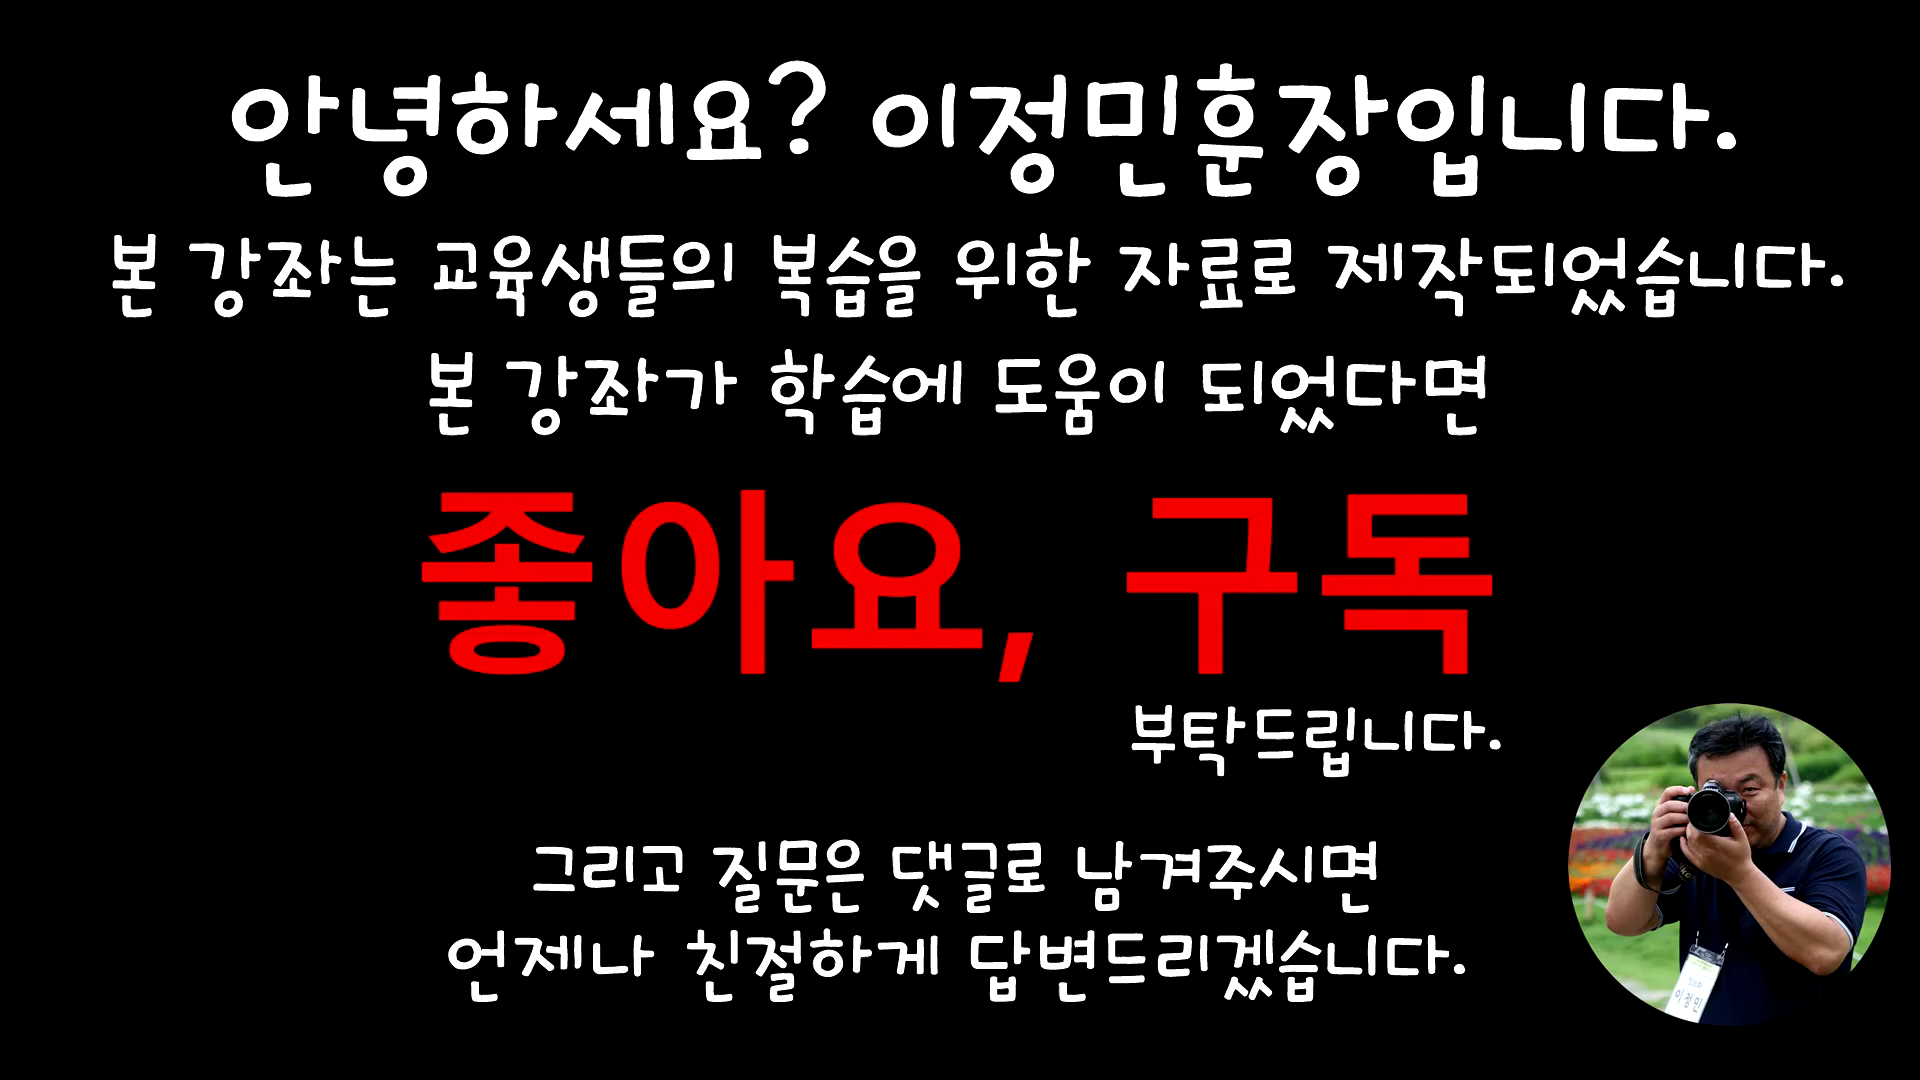 안녕하세요? 이정민훈장입니다.
본 강좌는 교육생들의 복습을 위한 자료로 제작되었습니다.
본 강좌가 학습에 도움이 되었다면
좋아요, 구독
부탁드립니다.
그리고 질문은 댓글로 남겨주시면
언제나 친절하게 답변드리겠습니다.
이정민